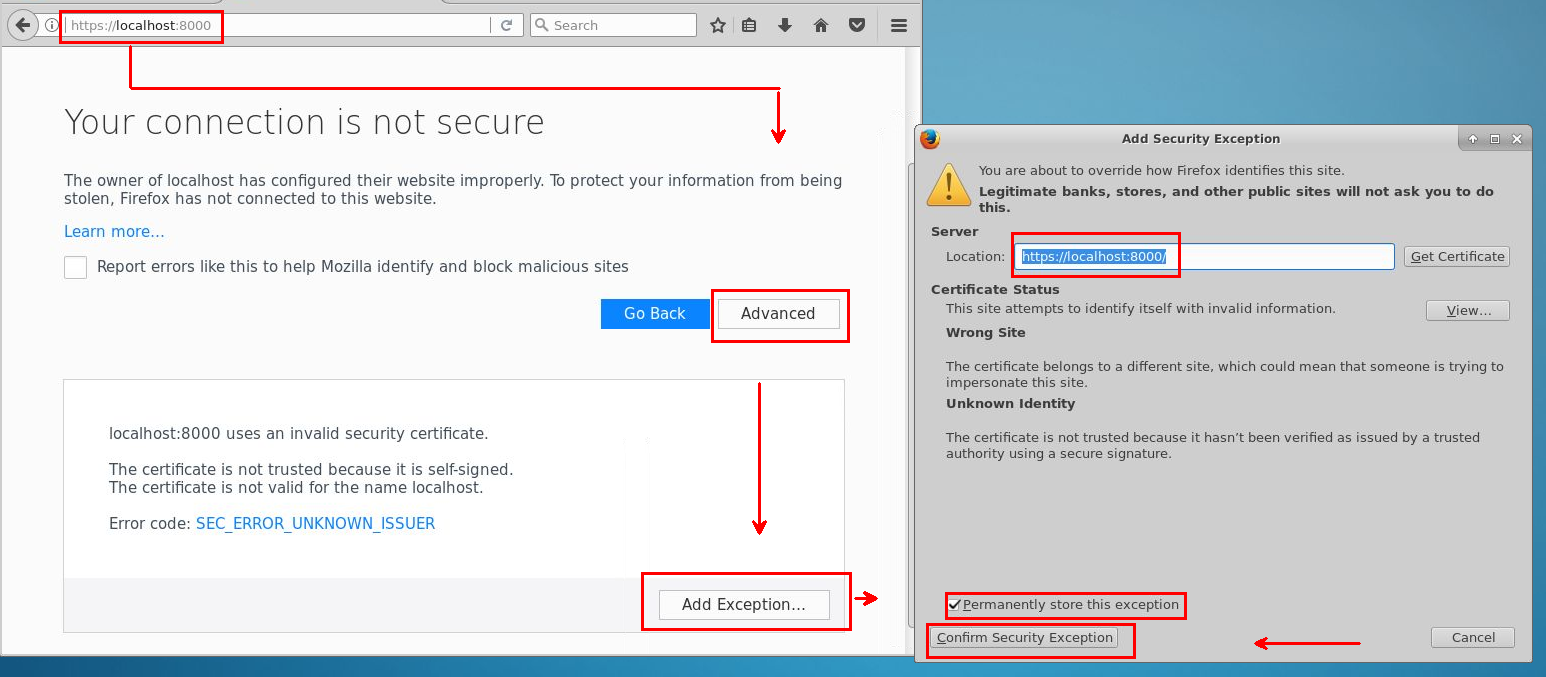 https://localhost:8000
Search
Your connection is not secure
The owner of localhost has configured their website improperly. To protect your information from being
stolen, Firefox has not connected to this website.
Learn more…
Report errors like this to help Mozilla identify and block malicious sites
Go Back
Advanced
localhost:8000 uses an invalid security certificate.
The certificate is not trusted because it is self-signed.
The certificate is not valid for the name localhost.
Error code: SEC_ERROR_UNKNOWN_ISSUER
Add Exception…
Add Security Exception
You are about to override how Firefox identifies this site.
Legitimate banks, stores, and other public sites will not ask you to do
this.
Server
Location:
https://localhost:8000/
Get Certificate
Certificate Status
This site attempts to identify itself with invalid information.
View…
Wrong Site
The certificate belongs to a different site, which could mean that someone is trying to
impersonate this site.
Unknown Identity
The certificate is not trusted because it hasn’t been verified as issued by a trusted
authority using a secure signature.
Permanently store this exception
Confirm Security Exception
Cancel